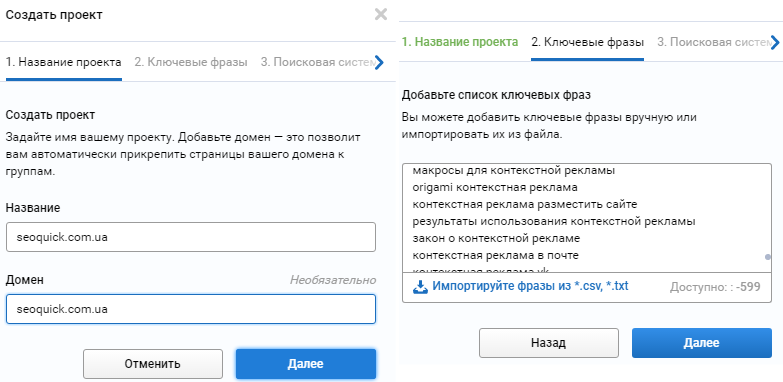 Создать проект
1. Название проекта 2. Ключевые фразы 3. Поисковая систем
Создать проект
Задайте имя вашему проекту. Добавьте домен — это позволит
вам автоматически прикрепить страницы вашего домена к
группам.
Название
seoquick.com.ua
Домен Необязательно
seoquick.com.ua
Отменить Далее
1. Название проекта 2. Ключевые фразы 3. Поисковая систем
Добавьте список ключевых фраз
Вы можете добавить ключевые фразы вручную или
импортировать их из файла.
макросы для контекстной рекламы
origami контекстная реклама
контекстная реклама разместить сайте
результаты использования контекстной рекламы
закон о контекстной рекламе
контекстная реклама в почте
контекстная реклама vk
Импортируйте фразы из *.csv, *.txt Доступно: : -599
Назад Далее